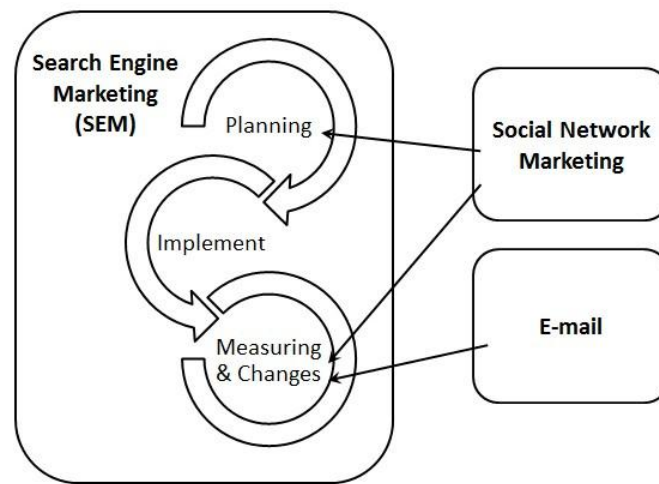 Search Engine
Marketing
(SEM)
Planning
Implement
Measuring
& Changes
Social Network
Marketing
E-mail